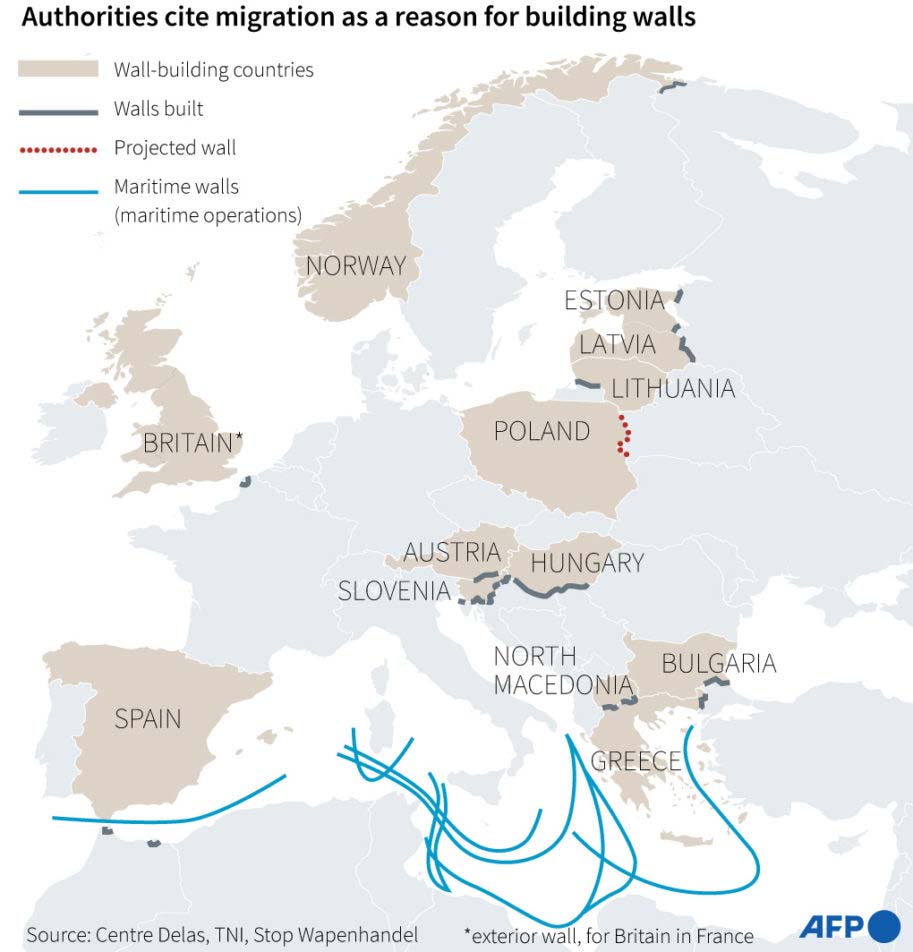 Authorities cite migration as a reason for building walls
Wall-building countries
Walls built
Projected wall
Maritime walls
(maritime operations)
NORWAY
ESTONIA
LATVIA
LITHUANIA
BRITAIN*
POLAND
AUSTRIA
HUNGARY
SLOVENIA
NORTH
MACEDONIA
BULGARIA
SPAIN
GREECE
Source: Centre Delas, TNI, Stop Wapenhandel
*exterior wall, for Britain in France
AFP